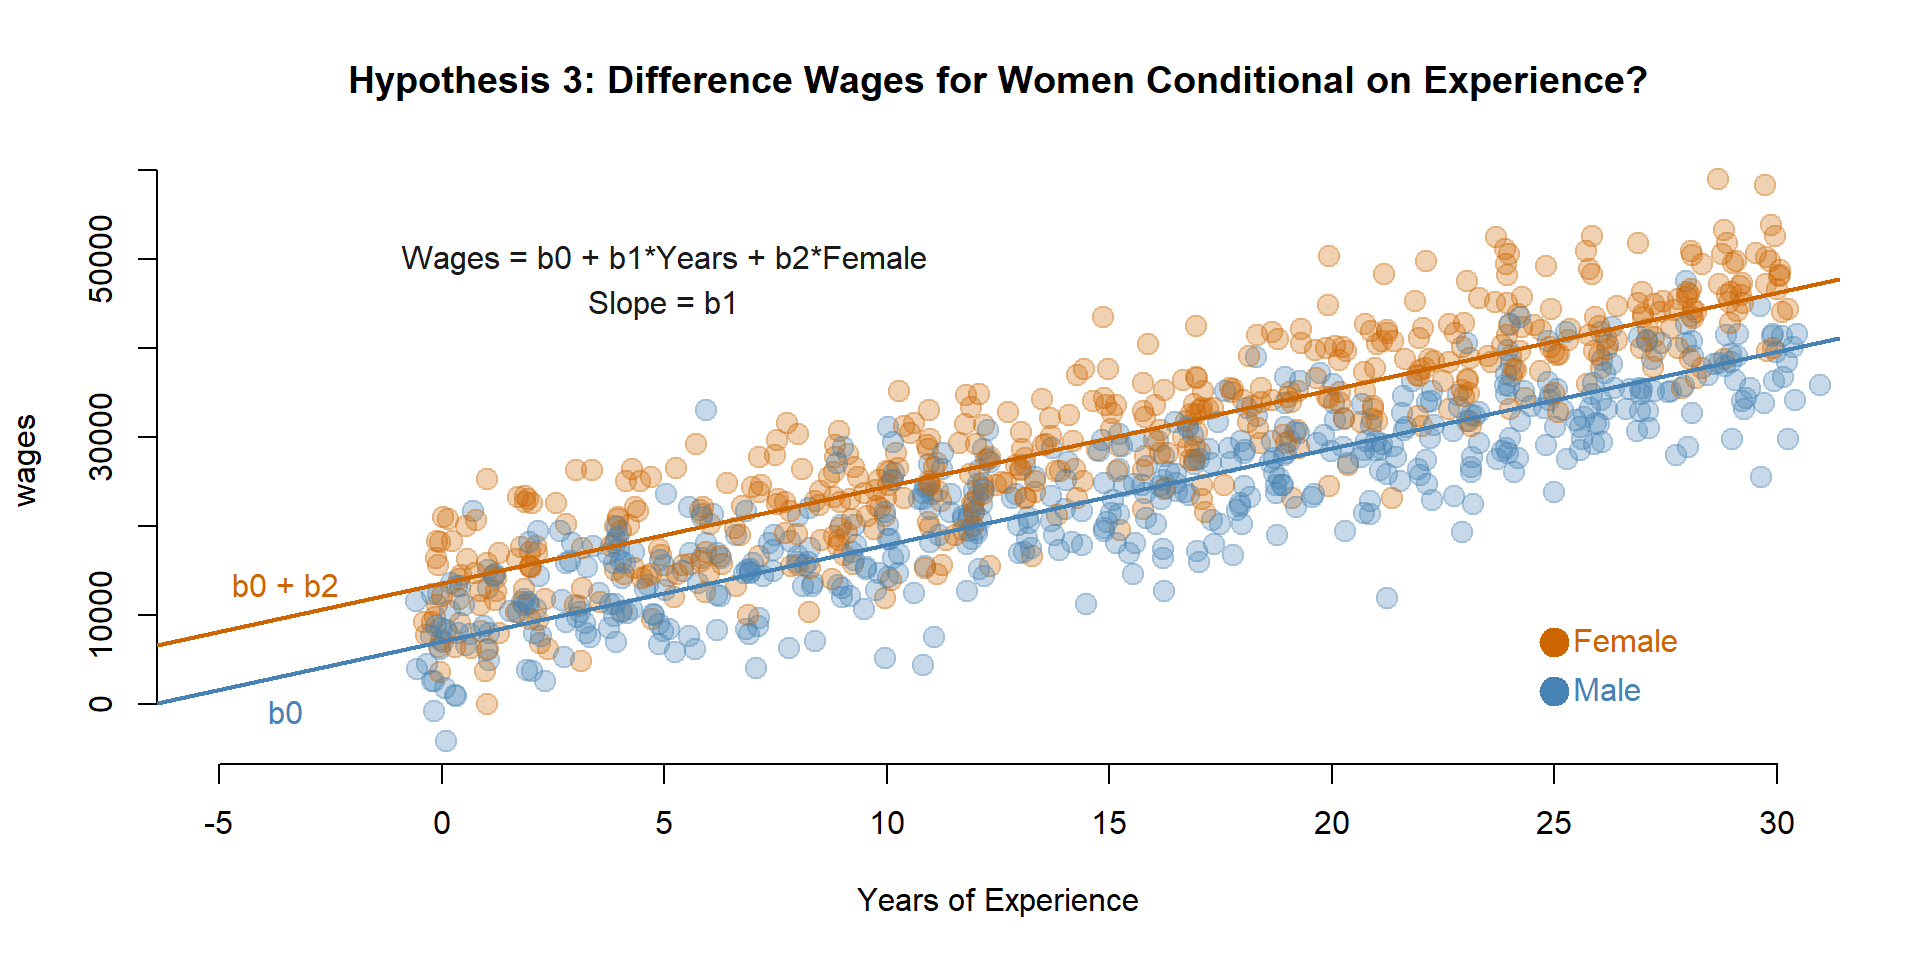 Hypothesis 3: Difference Wages for Women Conditional on Experience?
Wages = b0 + b1*Years + b2*Female
Slope = b1
wages
50000
30000
10000
0
b0 + b2
b0
Female
Male
-5 0 5 10 15 20 25 30
Years of Experience